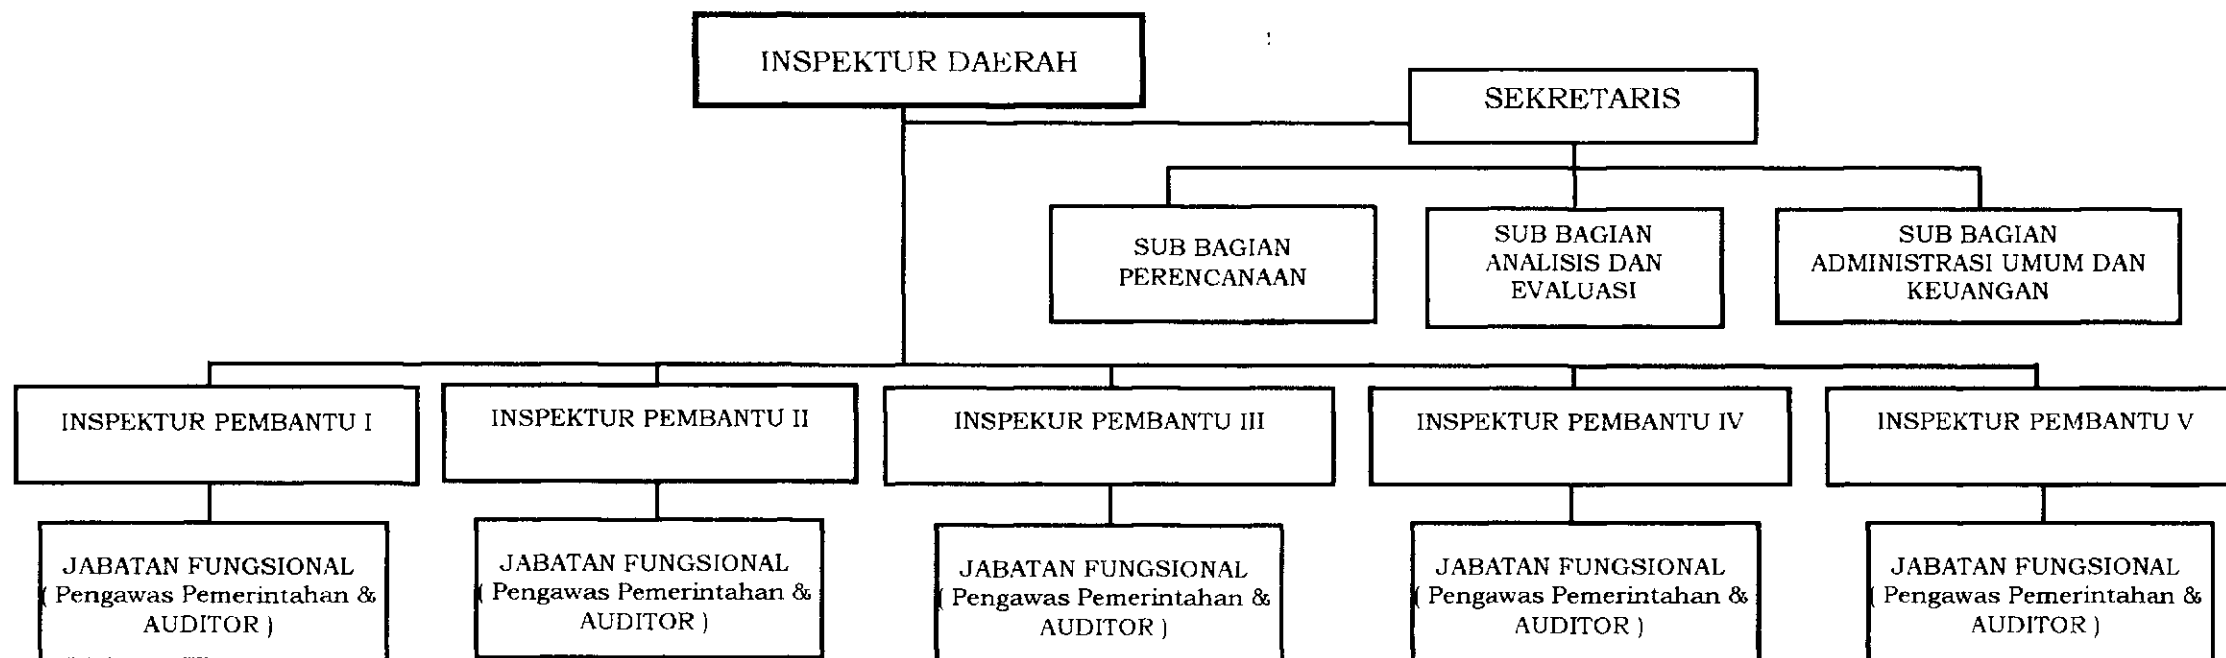 INSPEKTUR DAERAH
SEKRETARIS
SUB BAGIAN
PERENCANAAN
SUB BAGIAN
ANALISIS DAN
EVALUASI
SUB BAGIAN
ADMINISTRASI UMUM DAN
KEUANGAN
INSPEKTUR PEMBANTU I
INSPEKTUR PEMBANTU II
INSPEKUR PEMBANTU III
INSPEKTUR PEMBANTU IV
INSPEKTUR PEMBANTU V
JABATAN FUNGSIONAL
( Pengawas Pemerintahan &
AUDITOR )
JABATAN FUNGSIONAL
( Pengawas Pemerintahan &
AUDITOR )
JABATAN FUNGSIONAL
( Pengawas Pemerintahan &
AUDITOR )
JABATAN FUNGSIONAL
( Pengawas Pemerintahan &
AUDITOR )
JABATAN FUNGSIONAL
( Pengawas Pemerintahan &
AUDITOR )